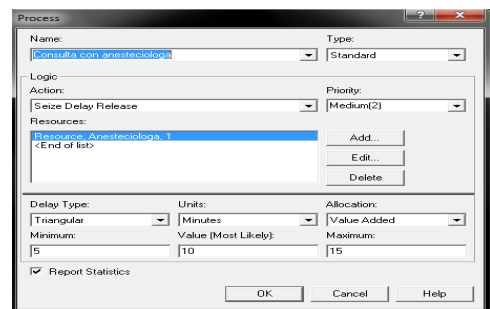 Process
Name: Type:
Consulta con anesteciologa Standard
Logic
Action: Priority:
Seize Delay Release Medium(2)
Resources:
Resource, Anesteciologa, 1
<End of list>
Add...
Edit...
Delete
Delay Type: Units: Allocation:
Triangular Minutes Value Added
Minimum: Value (Most Likely): Maximum:
5 10 15
Report Statistics
OK Cancel Help